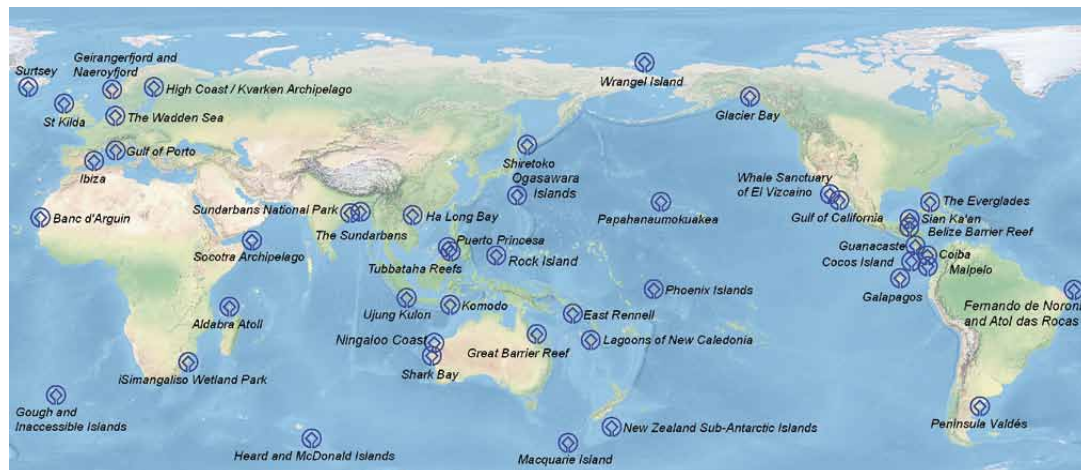 Surtsey
Geirangerfjord and
Naeroyfjord
High Coast / Kvarken Archipelago
St Kilda
The Wadden Sea
Gulf of Porto
Ibiza
Wrangel Island
Glacier Bay
Shiretoko
Ogasawara
Islands
Whale Sanctuary
of El Vizcaino
Banc d'Arguin
Sundarbans National Park
The Sundarbans
Ha Long Bay
Papahanaumokuakea
Gulf of California
The Everglades
Sian Ka'an
Belize Barrier Reef
Socotra Archipelago
Puerto Princesa
Tubbataha Reefs
Rock Island
Guanacaste
Cocos Island
Coiba
Malpelo
Galapagos
Aldabra Atoll
Ujung Kulon
Komodo
Phoenix Islands
East Rennell
Fernando de Noron
and Atol das Rocas
Ningaloo Coast
Shark Bay
Great Barrier Reef
Lagoons of New Caledonia
iSimangaliso Wetland Park
Gough and
Inaccessible Islands
Heard and McDonald Islands
New Zealand Sub-Antarctic Islands
Macquarie Island
Peninsula Valdés